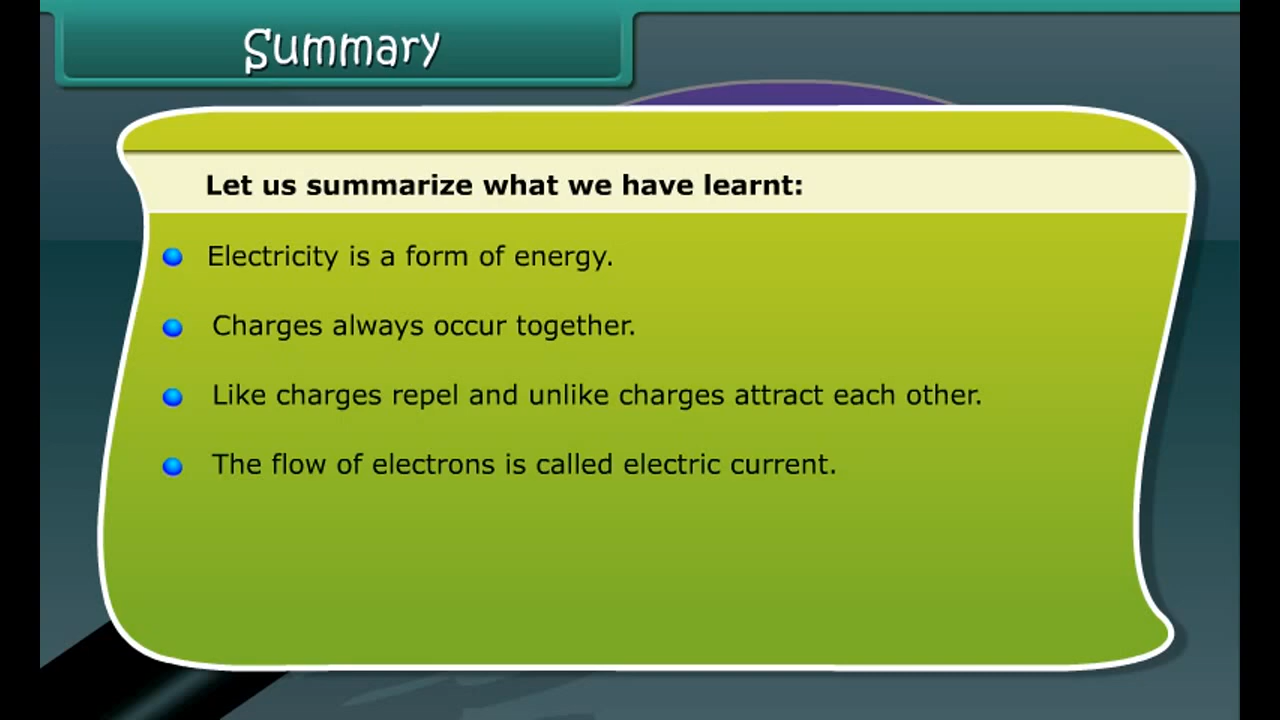 Summary
Let us summarize what we have learnt:
Electricity is a form of energy.
Charges always occur together.
Like charges repel and unlike charges attract each other.
The flow of electrons is called electric current.